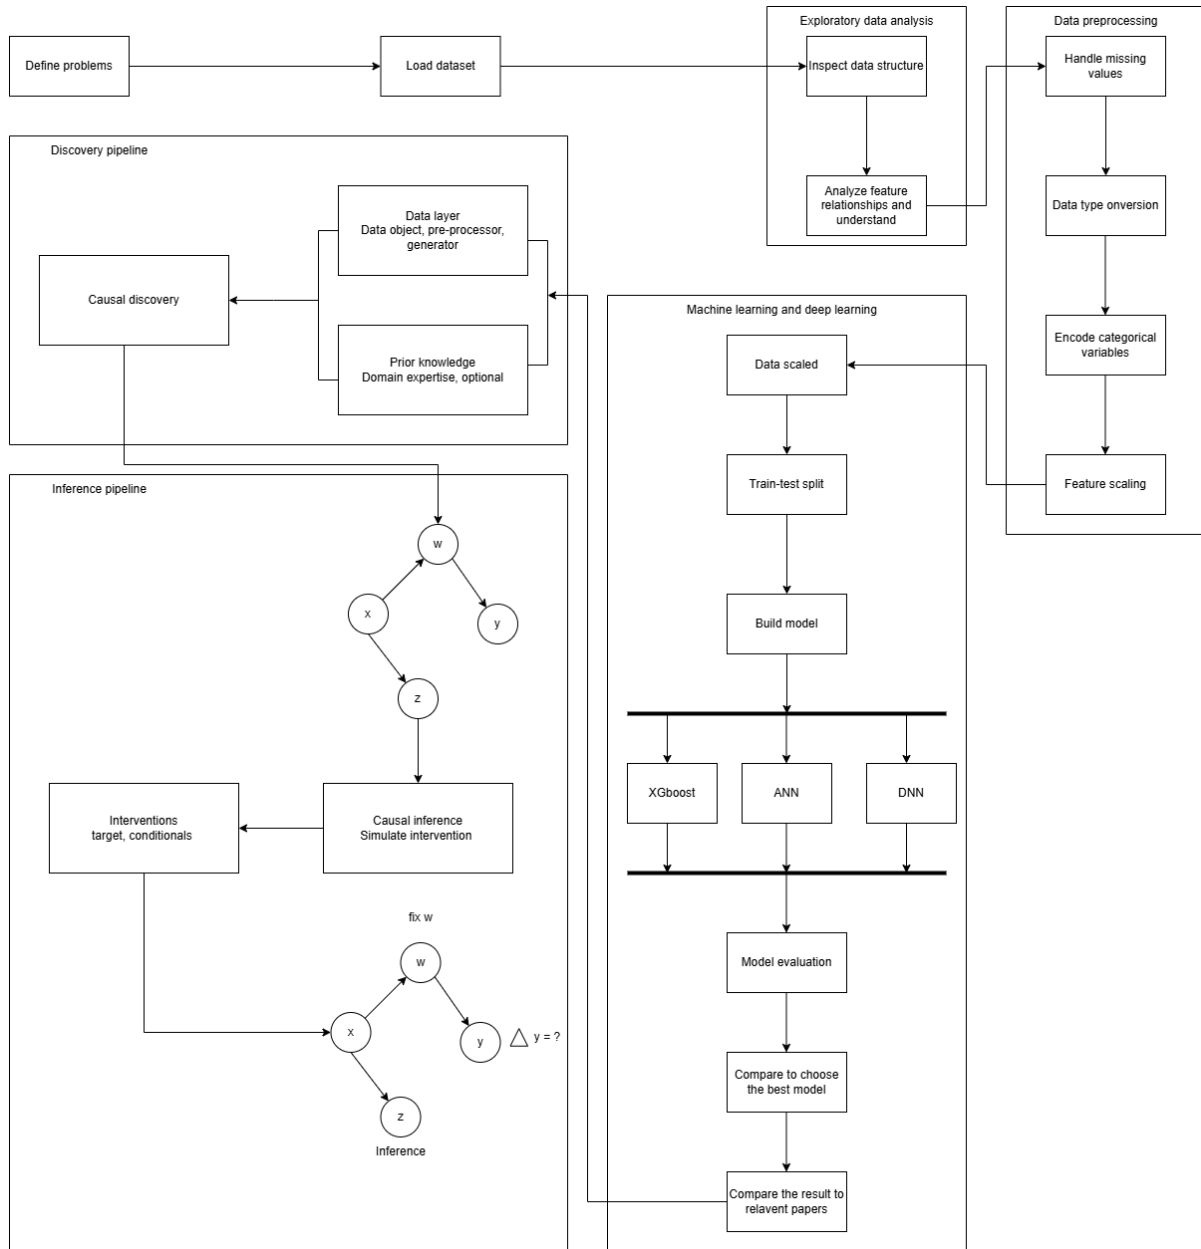 Define problems
Load dataset
Exploratory data analysis
Inspect data structure
Analyze feature
relationships and
understand
Data preprocessing
Handle missing
values
Data type onversion
Encode categorical
variables
Feature scaling
Machine learning and deep learning
Data scaled
Train-test split
Build model
XGboost
ANN
DNN
Model evaluation
Compare to choose
the best model
Compare the result to
relavent papers
Discovery pipeline
Data layer
Data object, pre-processor,
generator
Prior knowledge
Domain expertise, optional
Causal discovery
Inference pipeline
w
x
y
z
Causal inference
Simulate intervention
Interventions
target, conditionals
fix w
w
x
y
△ y = ?
z
Inference